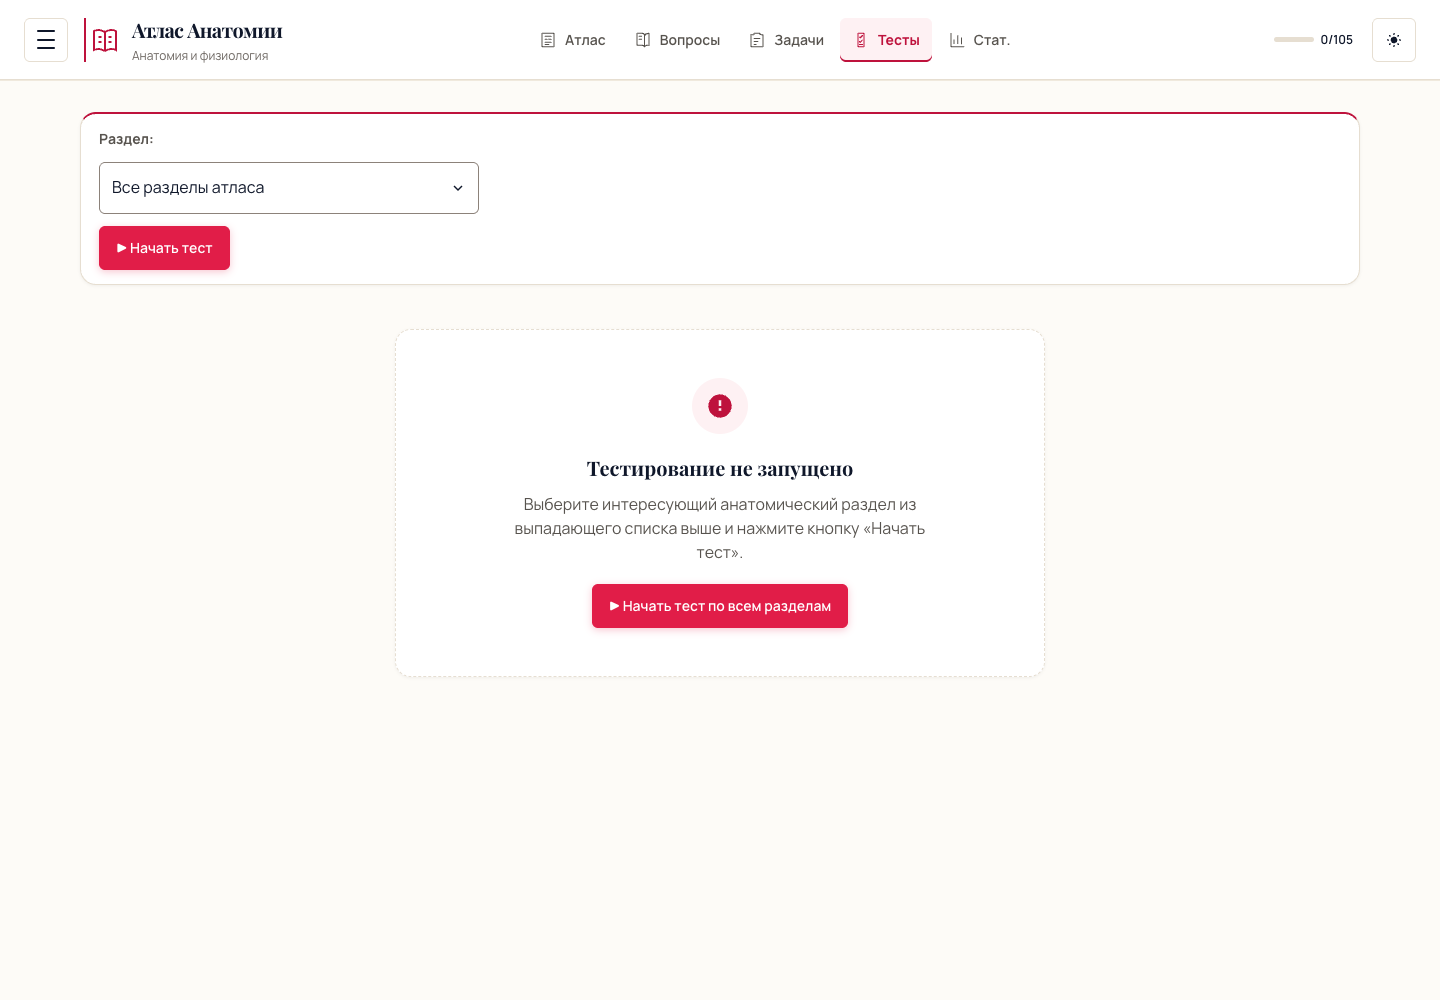 Атлас Анатомии
Анатомия и физиология
Атлас
Вопросы
Задачи
Тесты
Стат.
0/105
Раздел:
Все разделы атласа
Начать тест
Тестирование не запущено
Выберите интересующий анатомический раздел из
выпадающего списка выше и нажмите кнопку «Начать
тест».
Начать тест по всем разделам